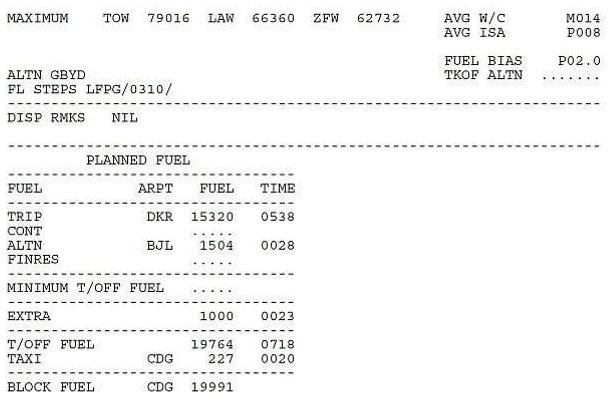 MAXIMUM TOW 79016 LAW 66360 ZFW 62732 AVG W/C M014
AVG ISA P008
FUEL BIAS P02.0
ALTN GBYD TKOF ALTN .......
FL STEPS LFPG/0310/
DISP RMKS NIL
PLANNED FUEL
FUEL ARPT FUEL TIME
TRIP DKR 15320 0538
CONT .....
ALTN BJL 1504 0028
FINRES .....
MINIMUM T/OFF FUEL .....
EXTRA 1000 0023
T/OFF FUEL 19764 0718
TAXI CDG 227 0020
BLOCK FUEL CDG 19991